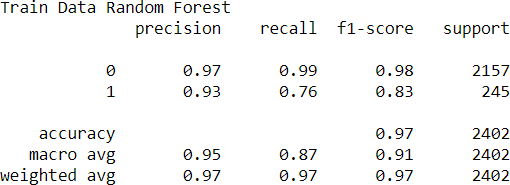 Train Data Random Forest
precision recall f1-score support
0 0.97 0.99 0.98 2157
1 0.93 0.76 0.83 245
accuracy 0.97 2402
macro avg 0.95 0.87 0.91 2402
weighted avg 0.97 0.97 0.97 2402